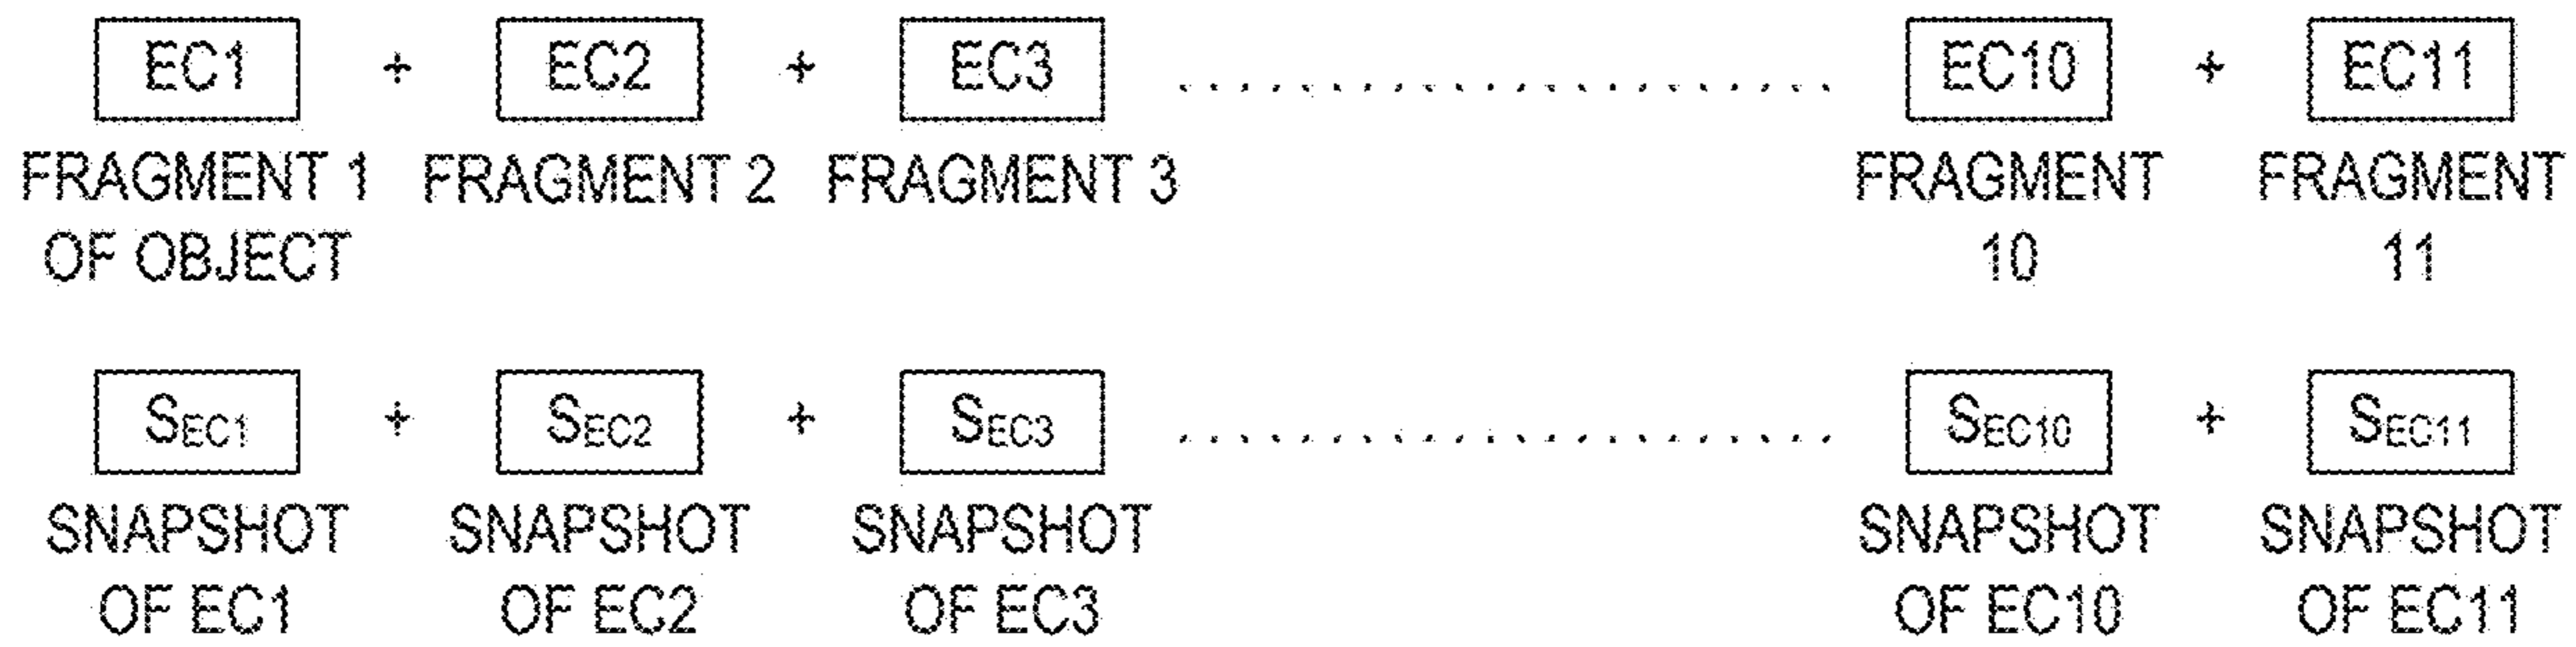 EC1 + EC2 + EC3 ...................... EC10 + EC11
FRAGMENT 1 FRAGMENT 2 FRAGMENT 3 FRAGMENT FRAGMENT
OF OBJECT 10 11
SEC1 + SEC2 + SEC3 ...................... SEC10 + SEC11
SNAPSHOT SNAPSHOT SNAPSHOT SNAPSHOT SNAPSHOT
OF EC1 OF EC2 OF EC3 OF EC10 OF EC11